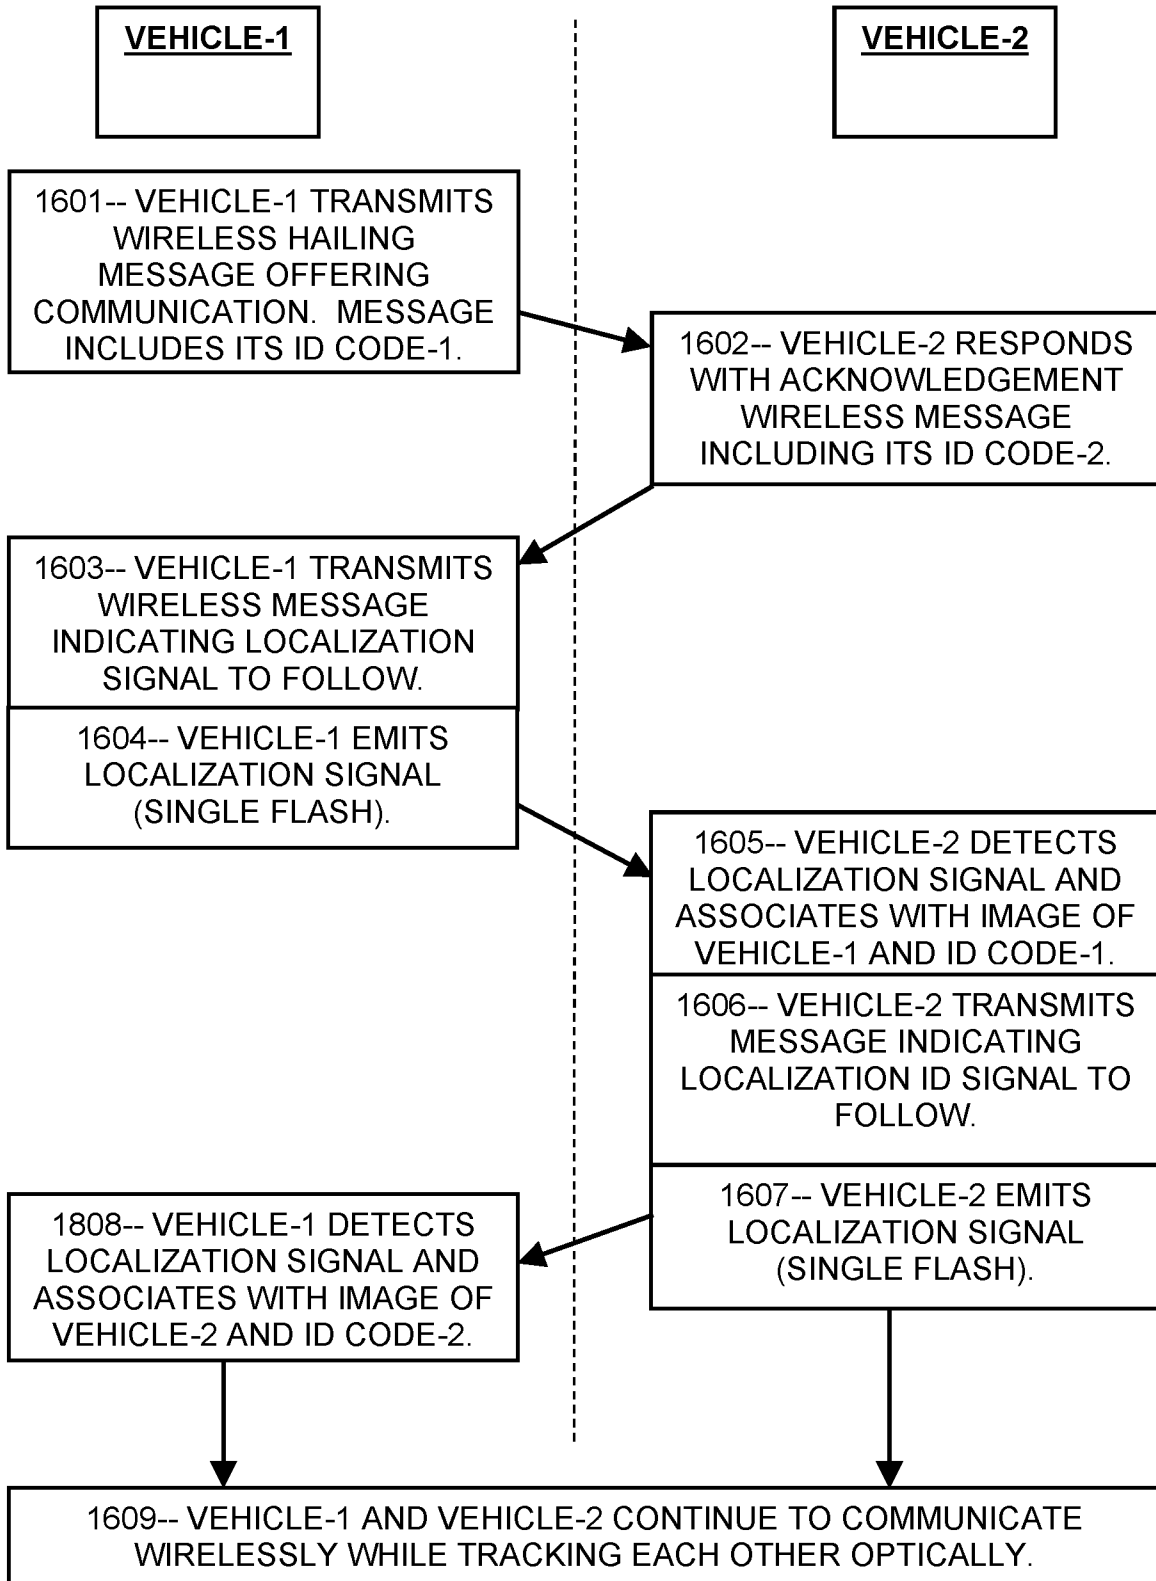 VEHICLE-1
VEHICLE-2
1601-- VEHICLE-1 TRANSMITS
WIRELESS HAILING
MESSAGE OFFERING
COMMUNICATION.  MESSAGE
INCLUDES ITS ID CODE-1.
1602-- VEHICLE-2 RESPONDS
WITH ACKNOWLEDGEMENT
WIRELESS MESSAGE
INCLUDING ITS ID CODE-2.
1603-- VEHICLE-1 TRANSMITS
WIRELESS MESSAGE
INDICATING LOCALIZATION
SIGNAL TO FOLLOW.
1604-- VEHICLE-1 EMITS
LOCALIZATION SIGNAL
(SINGLE FLASH).
1605-- VEHICLE-2 DETECTS
LOCALIZATION SIGNAL AND
ASSOCIATES WITH IMAGE OF
VEHICLE-1 AND ID CODE-1.
1606-- VEHICLE-2 TRANSMITS
MESSAGE INDICATING
LOCALIZATION ID SIGNAL TO
FOLLOW.
1607-- VEHICLE-2 EMITS
LOCALIZATION SIGNAL
(SINGLE FLASH).
1808-- VEHICLE-1 DETECTS
LOCALIZATION SIGNAL AND
ASSOCIATES WITH IMAGE OF
VEHICLE-2 AND ID CODE-2.
1609-- VEHICLE-1 AND VEHICLE-2 CONTINUE TO COMMUNICATE
WIRELESSLY WHILE TRACKING EACH OTHER OPTICALLY.